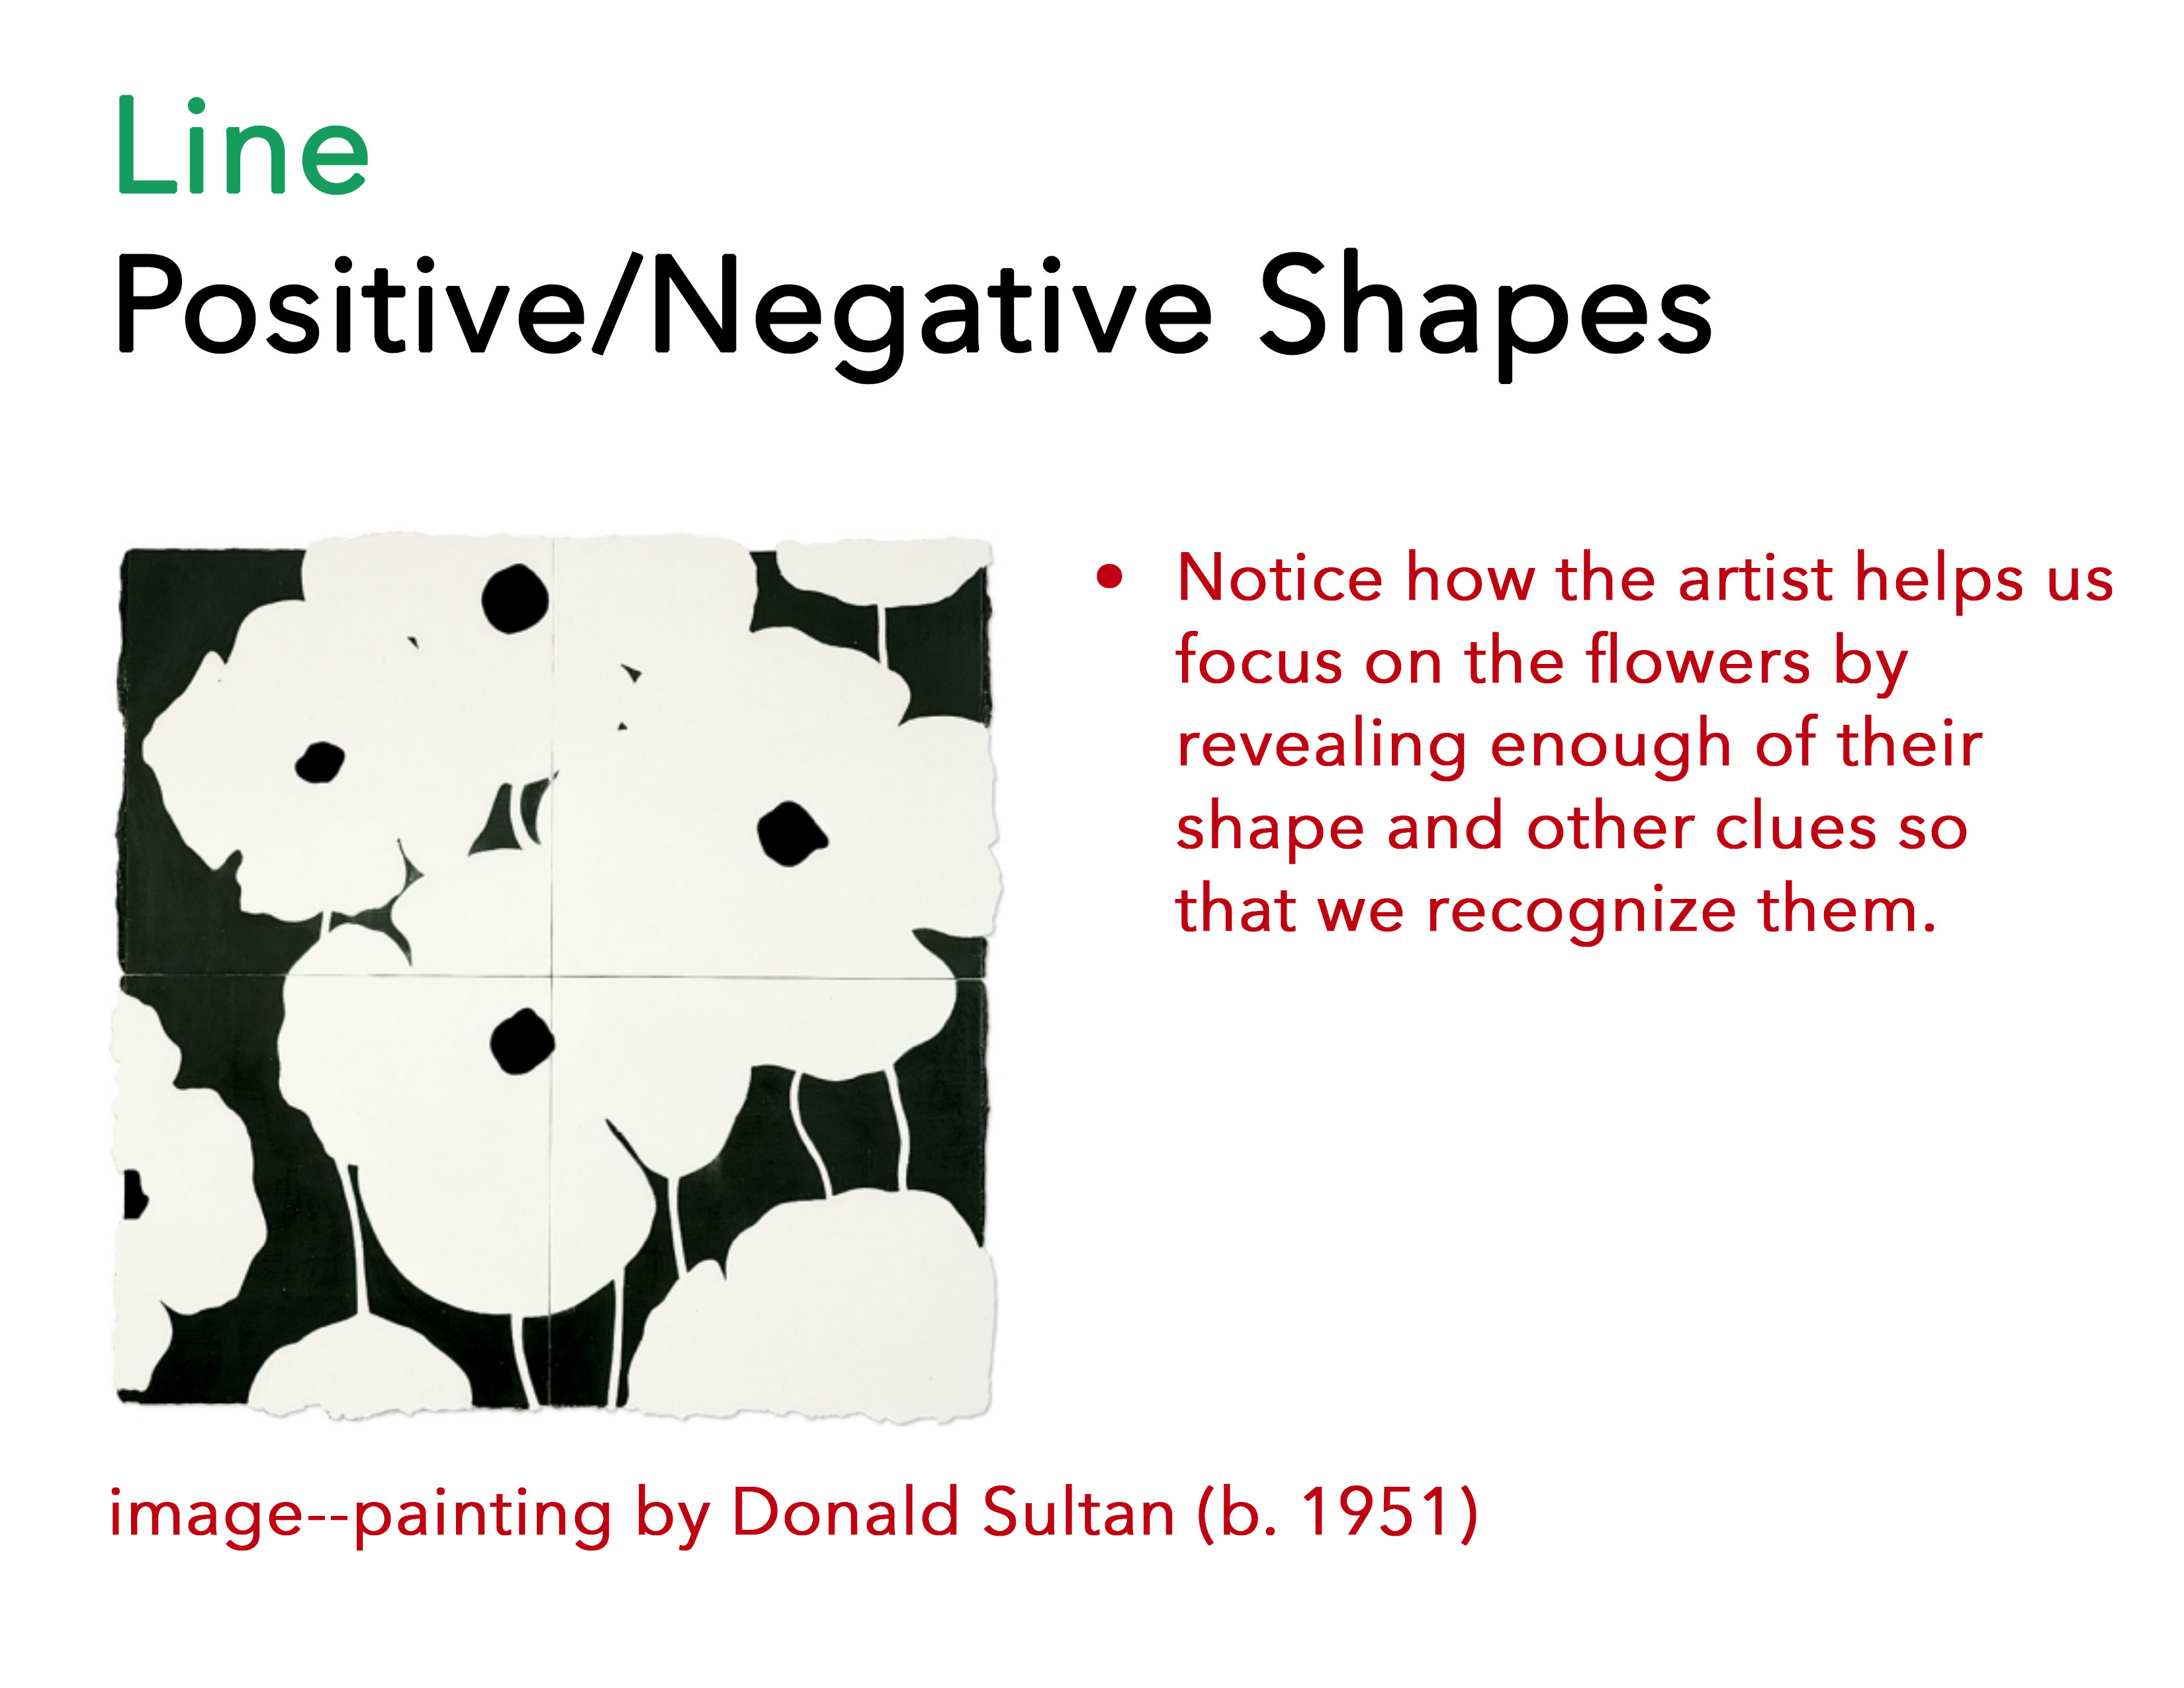 Line
Positive/Negative Shapes
• Notice how the artist helps us
focus on the flowers by
revealing enough of their
shape and other clues so
that we recognize them.
image--painting by Donald Sultan (b. 1951)